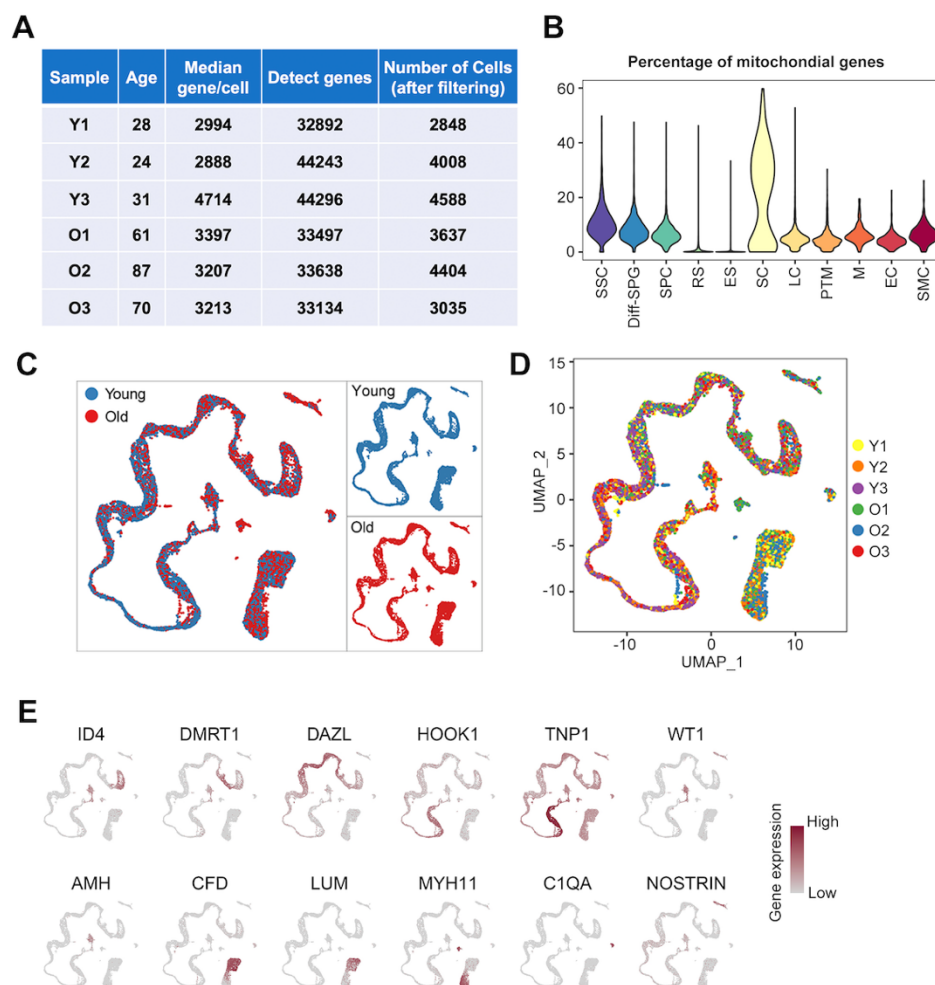 A
Sample Age Median gene/cell Detect genes Number of Cells (after filtering)
Y1 28 2994 32892 2848
Y2 24 2888 44243 4008
Y3 31 4714 44296 4588
O1 61 3397 33497 3637
O2 87 3207 33638 4404
O3 70 3213 33134 3035
B
Percentage of mitochondial genes
60
40
20
0
SSC Diff-SPG SPC RS ES SC LC PTM M EC SMC
C
Young
Old
Young
Old
D
15
10
5
0
-5
-10
UMAP_2
-10 0 10
UMAP_1
Y1
Y2
Y3
O1
O2
O3
E
ID4 DMRT1 DAZL HOOK1 TNP1 WT1
AMH CFD LUM MYH11 C1QA NOSTRIN
Gene expression
High
Low